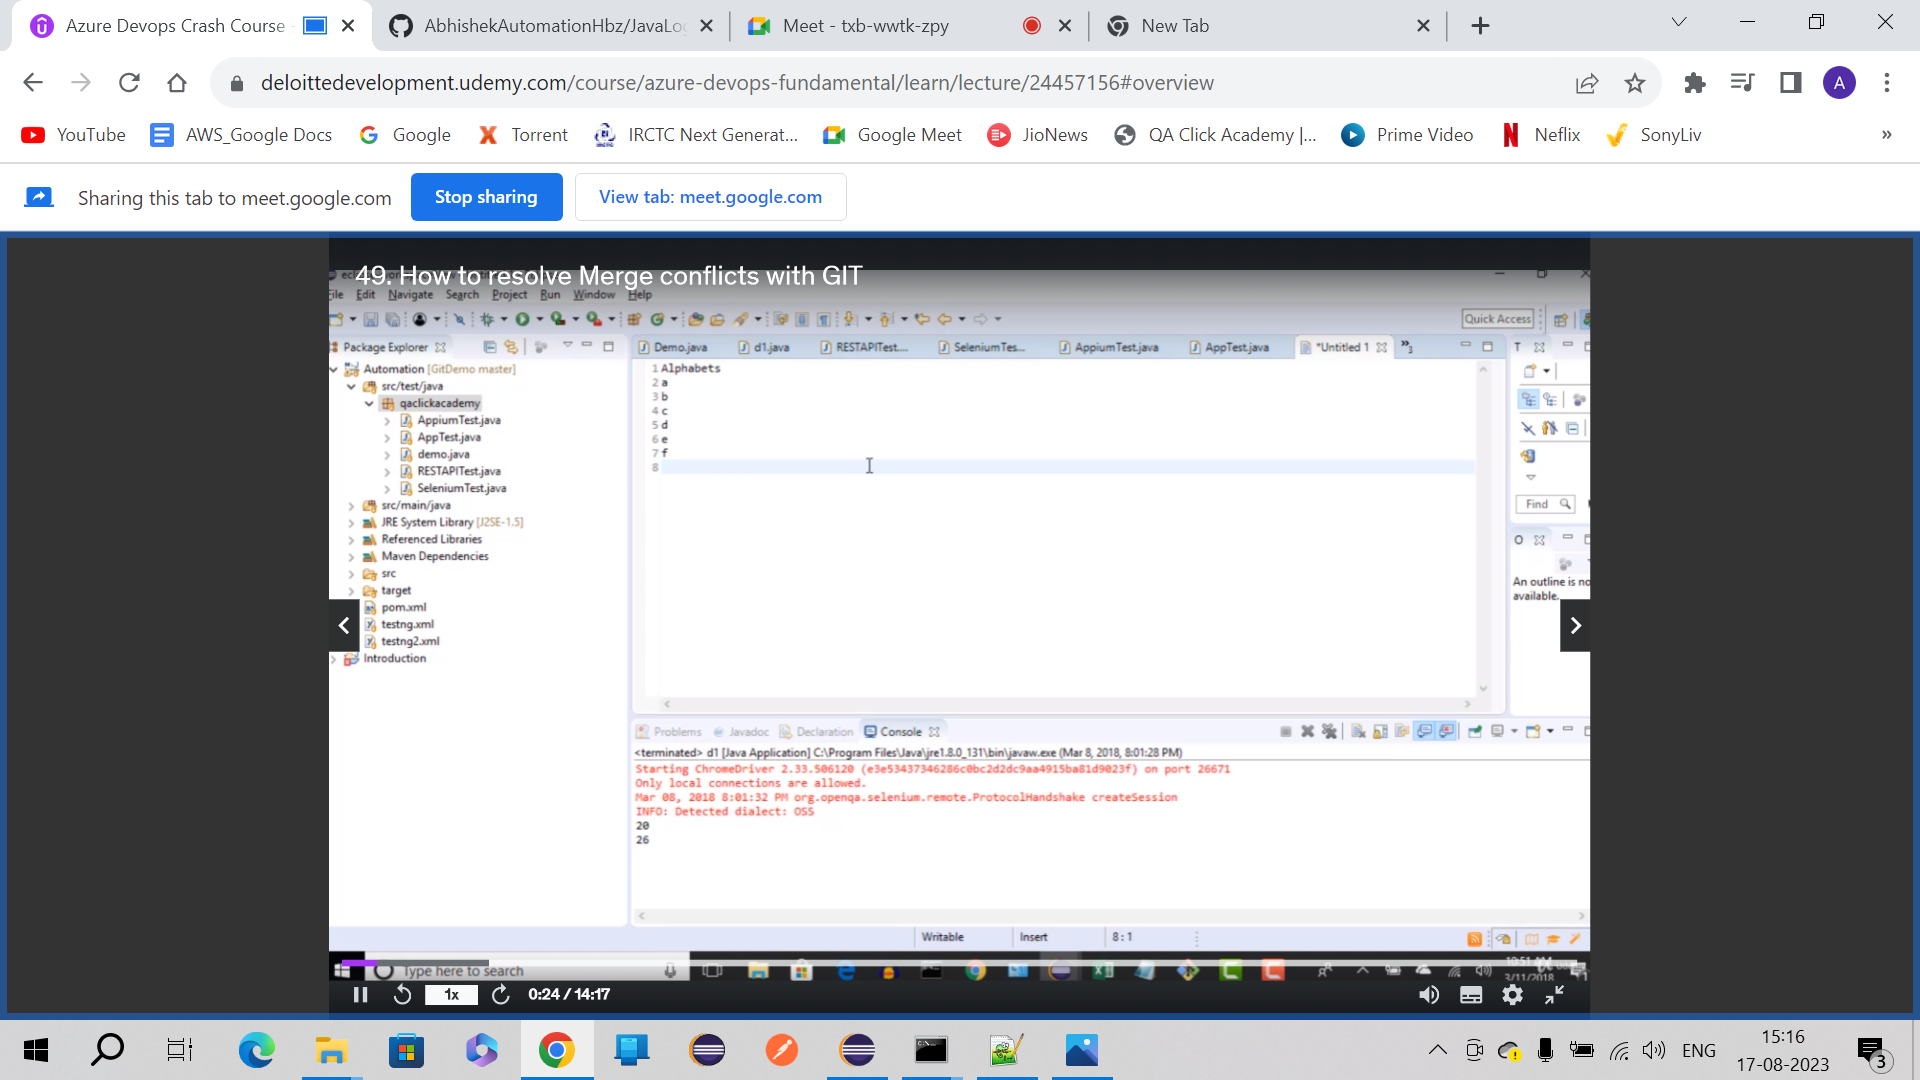 Azure Devops Crash Course
AbhishekAutomationHbz/JavaLog
Meet - txb-wwtk-zpy
New Tab
deloittedevelopment.udemy.com/course/azure-devops-fundamental/learn/lecture/24457156#overview
A
YouTube
AWS_Google Docs
Google
Torrent
IRCTC Next Generat...
Google Meet
JioNews
QA Click Academy |...
Prime Video
Neflix
SonyLiv
»
Sharing this tab to meet.google.com
Stop sharing
View tab: meet.google.com
49. How to resolve Merge conflicts with GIT
File Edit Navigate Search Project Run Window Help
Quick Access
Package Explorer
Demo.java
d1.java
RESTAPITest....
SeleniumTes...
AppiumTest.java
AppTest.java
*Untitled 1
»3
Automation [GitDemo master]
src/test/java
qaclickacademy
AppiumTest.java
AppTest.java
demo.java
RESTAPITest.java
SeleniumTest.java
src/main/java
JRE System Library [J2SE-1.5]
Referenced Libraries
Maven Dependencies
src
target
pom.xml
testng.xml
testng2.xml
Introduction
1 Alphabets
2 a
3 b
4 c
5 d
6 e
7 f
8
T
Find
O
An outline is no
available.
Problems
Javadoc
Declaration
Console
<terminated> d1 [Java Application] C:\Program Files\Java\jre1.8.0_131\bin\javaw.exe (Mar 8, 2018, 8:01:28 PM)
Starting ChromeDriver 2.33.506120 (e3e53437346286c0bc2d2dc9aa4915ba81d9023f) on port 26671
Only local connections are allowed.
Mar 08, 2018 8:01:32 PM org.openqa.selenium.remote.ProtocolHandshake createSession
INFO: Detected dialect: OSS
20
26
Writable
Insert
8 : 1
Type here to search
10:51 AM
3/11/2018
1x
0:24 / 14:17
ENG
15:16
17-08-2023
3